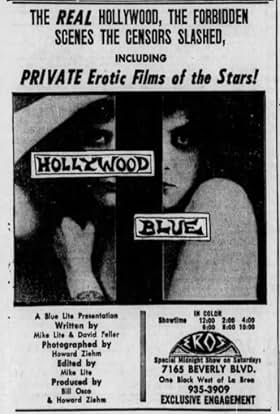 THE REAL HOLLYWOOD, THE FORBIDDEN
SCENES THE CENSORS SLASHED,
INCLUDING
PRIVATE Erotic Films of the Stars!
HOLLYWOOD
BLUE
A Blue Lite Presentation
Written by
Mike Lite & David Feller
Photographed by
Howard Ziehm
Edited by
Mike Lite
Produced by
Bill Osco
& Howard Ziehm
IN COLOR
Showtime 12:00 2:00 4:00
6:00 8:00 10:00
EROS
Special Midnight Show on Saturdays
7165 BEVERLY BLVD.
One Block West of La Brea
935-3909
EXCLUSIVE ENGAGEMENT